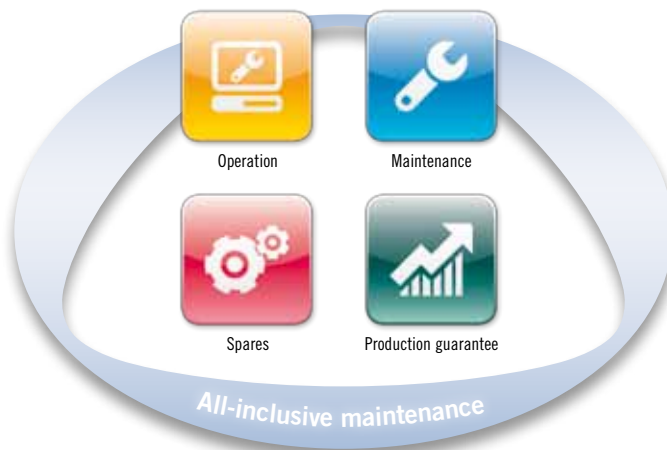 Operation
Maintenance
Spares
Production guarantee
All-inclusive maintenance